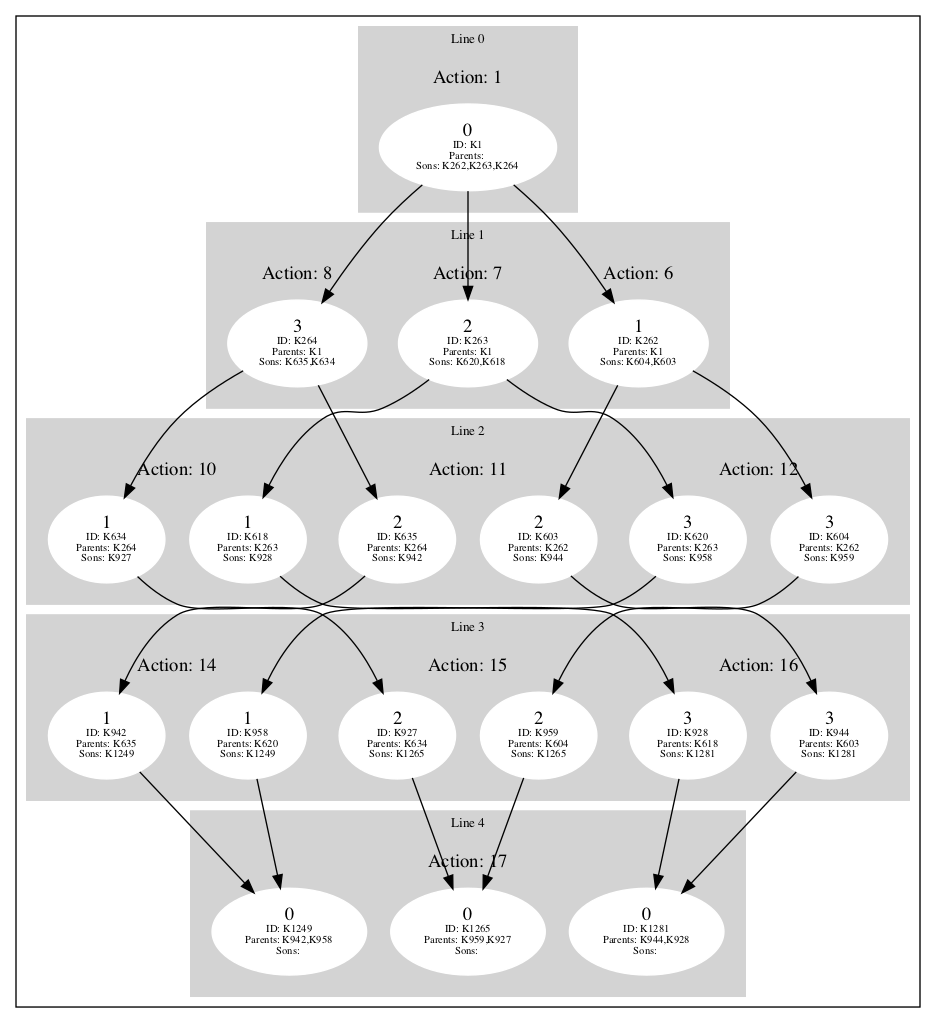 Line 0
Action: 1
0
ID: K1
Parents:
Sons: K262,K263,K264
Line 1
Action: 8
Action: 7
Action: 6
3
ID: K264
Parents: K1
Sons: K635,K634
2
ID: K263
Parents: K1
Sons: K620,K618
1
ID: K262
Parents: K1
Sons: K604,K603
Line 2
Action: 10
Action: 11
Action: 12
1
ID: K634
Parents: K264
Sons: K927
1
ID: K618
Parents: K263
Sons: K928
2
ID: K635
Parents: K264
Sons: K942
2
ID: K603
Parents: K262
Sons: K944
3
ID: K620
Parents: K263
Sons: K958
3
ID: K604
Parents: K262
Sons: K959
Line 3
Action: 14
Action: 15
Action: 16
1
ID: K942
Parents: K635
Sons: K1249
1
ID: K958
Parents: K620
Sons: K1249
2
ID: K927
Parents: K634
Sons: K1265
2
ID: K959
Parents: K604
Sons: K1265
3
ID: K928
Parents: K618
Sons: K1281
3
ID: K944
Parents: K603
Sons: K1281
Line 4
Action: 17
0
ID: K1249
Parents: K942,K958
Sons:
0
ID: K1265
Parents: K959,K927
Sons:
0
ID: K1281
Parents: K944,K928
Sons: